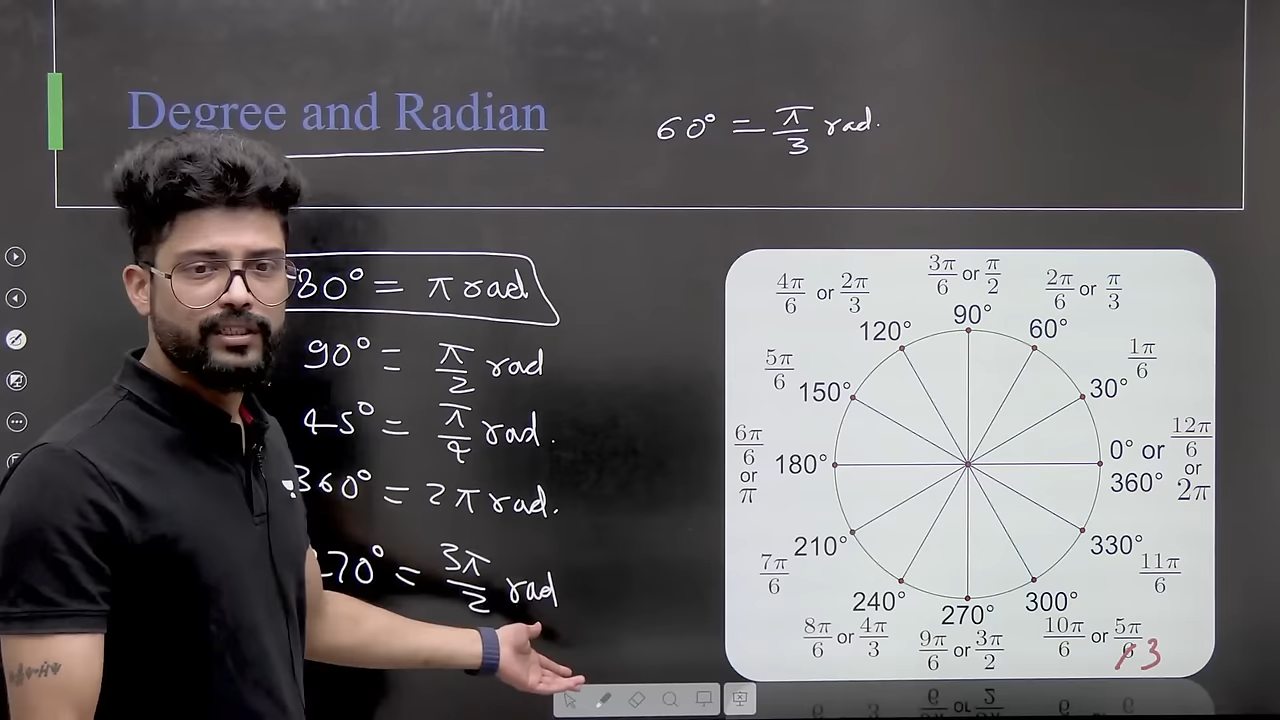 Degree and Radian
60° = π/3 rad.
80° = π rad
90° = π/2 rad
45° = π/4 rad.
360° = 2π rad.
70° = 3π/2 rad
4π/6 or 2π/3
3π/6 or π/2
2π/6 or π/3
120°
90°
60°
5π/6
150°
30°
1π/6
6π/6 or π
180°
0° or 360°
12π/6 or 2π
7π/6
210°
330°
11π/6
240°
270°
300°
8π/6 or 4π/3
9π/6 or 3π/2
10π/6 or 5π/6 3